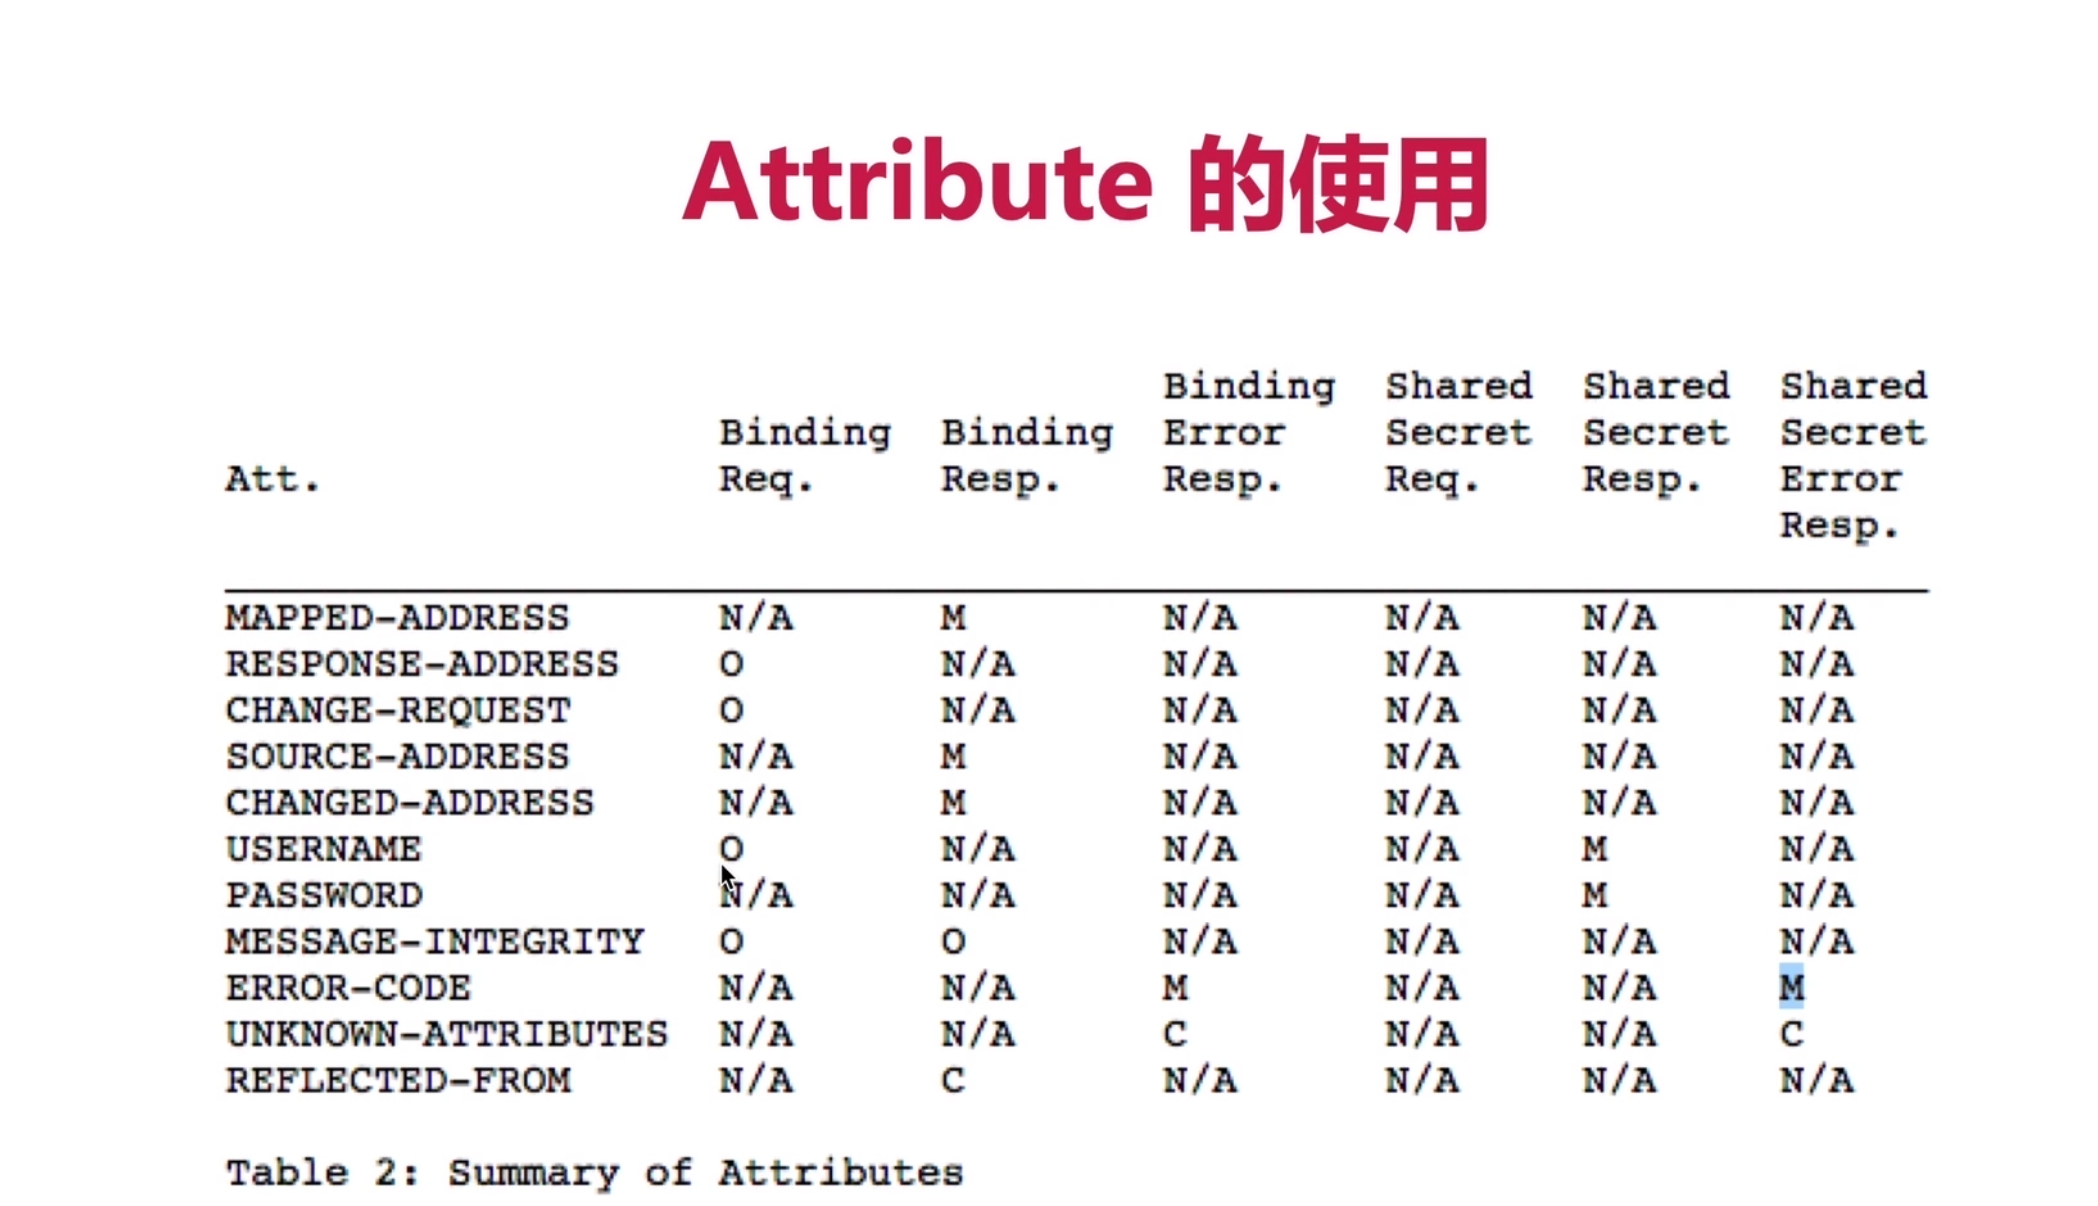 Attribute 的使用
Binding Shared Shared Shared
Binding Binding Error Secret Secret Secret
Att. Req. Resp. Resp. Req. Resp. Error
Resp.
MAPPED-ADDRESS N/A M N/A N/A N/A N/A
RESPONSE-ADDRESS O N/A N/A N/A N/A N/A
CHANGE-REQUEST O N/A N/A N/A N/A N/A
SOURCE-ADDRESS N/A M N/A N/A N/A N/A
CHANGED-ADDRESS N/A M N/A N/A N/A N/A
USERNAME O N/A N/A N/A M N/A
PASSWORD N/A N/A N/A N/A M N/A
MESSAGE-INTEGRITY O O N/A N/A N/A N/A
ERROR-CODE N/A N/A M N/A N/A M
UNKNOWN-ATTRIBUTES N/A N/A C N/A N/A C
REFLECTED-FROM N/A C N/A N/A N/A N/A
Table 2: Summary of Attributes